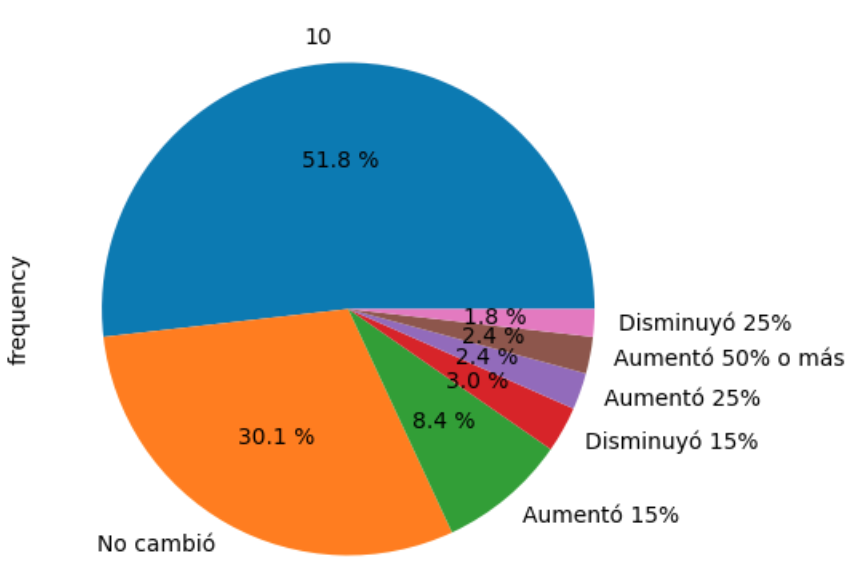 10
51.8 %
frequency
1.8 %
Disminuyó 25%
2.4 %
Aumentó 50% o más
2.4 %
Aumentó 25%
3.0 %
Disminuyó 15%
8.4 %
30.1 %
Aumentó 15%
No cambió